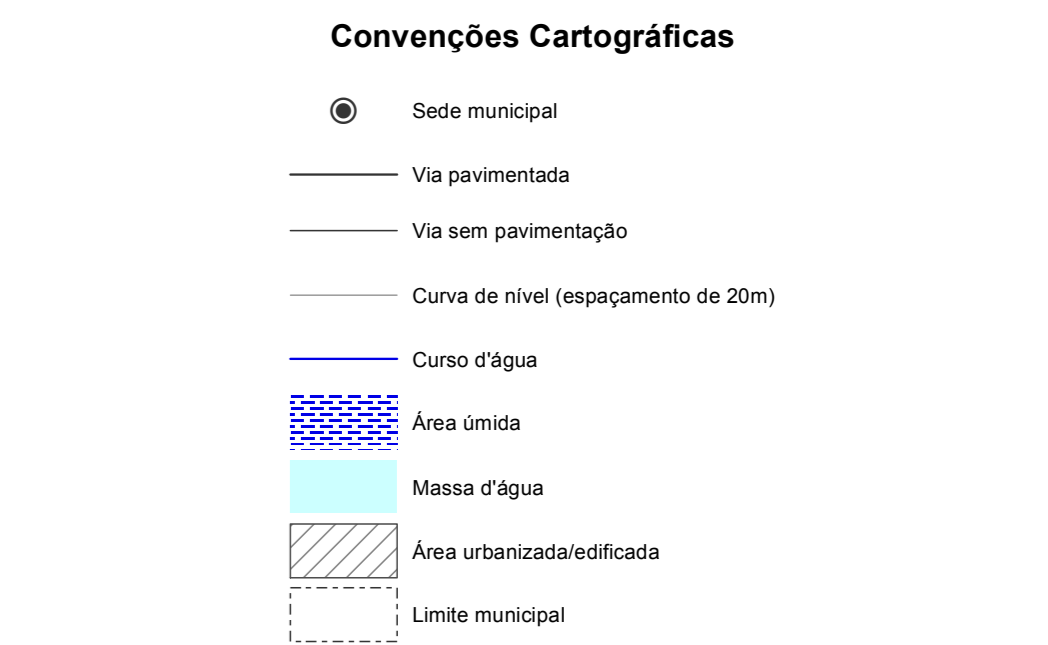 Convenções Cartográficas
Sede municipal
Via pavimentada
Via sem pavimentação
Curva de nível (espaçamento de 20m)
Curso d'água
Área úmida
Massa d'água
Área urbanizada/edificada
Limite municipal